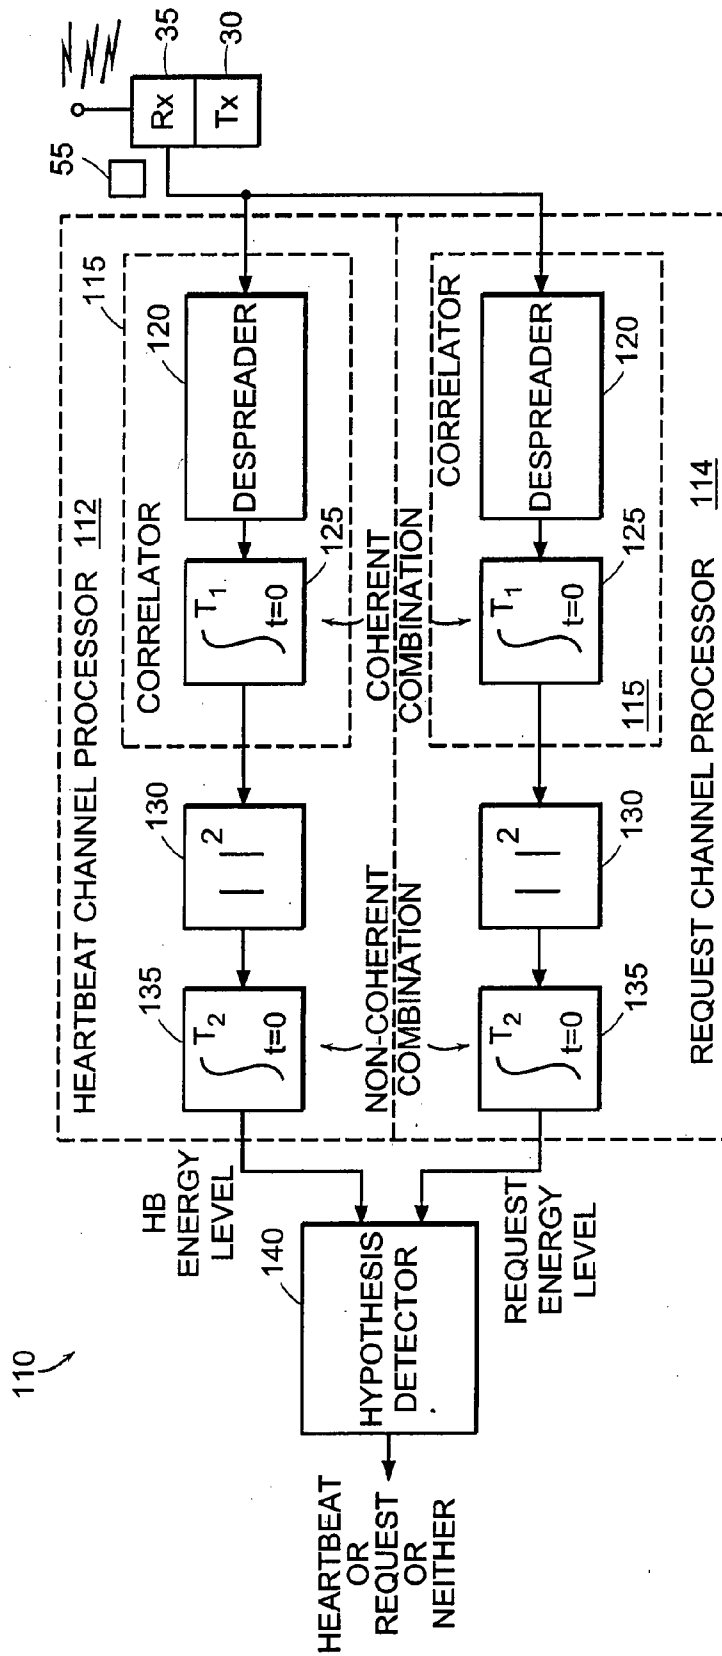 110
55
Rx
35
Tx
30
HEARTBEAT CHANNEL PROCESSOR 112
115
CORRELATOR
120
DESPREADER
125
∫ T1 t=0
130
| |2
135
∫ T2 t=0
COHERENT
COMBINATION
NON-COHERENT
COMBINATION
CORRELATOR
DESPREADER
120
∫ T1 t=0
125
115
| |2
130
∫ T2 t=0
135
REQUEST CHANNEL PROCESSOR 114
HB
ENERGY
LEVEL
REQUEST
ENERGY
LEVEL
140
HYPOTHESIS
DETECTOR
HEARTBEAT
OR
REQUEST
OR
NEITHER